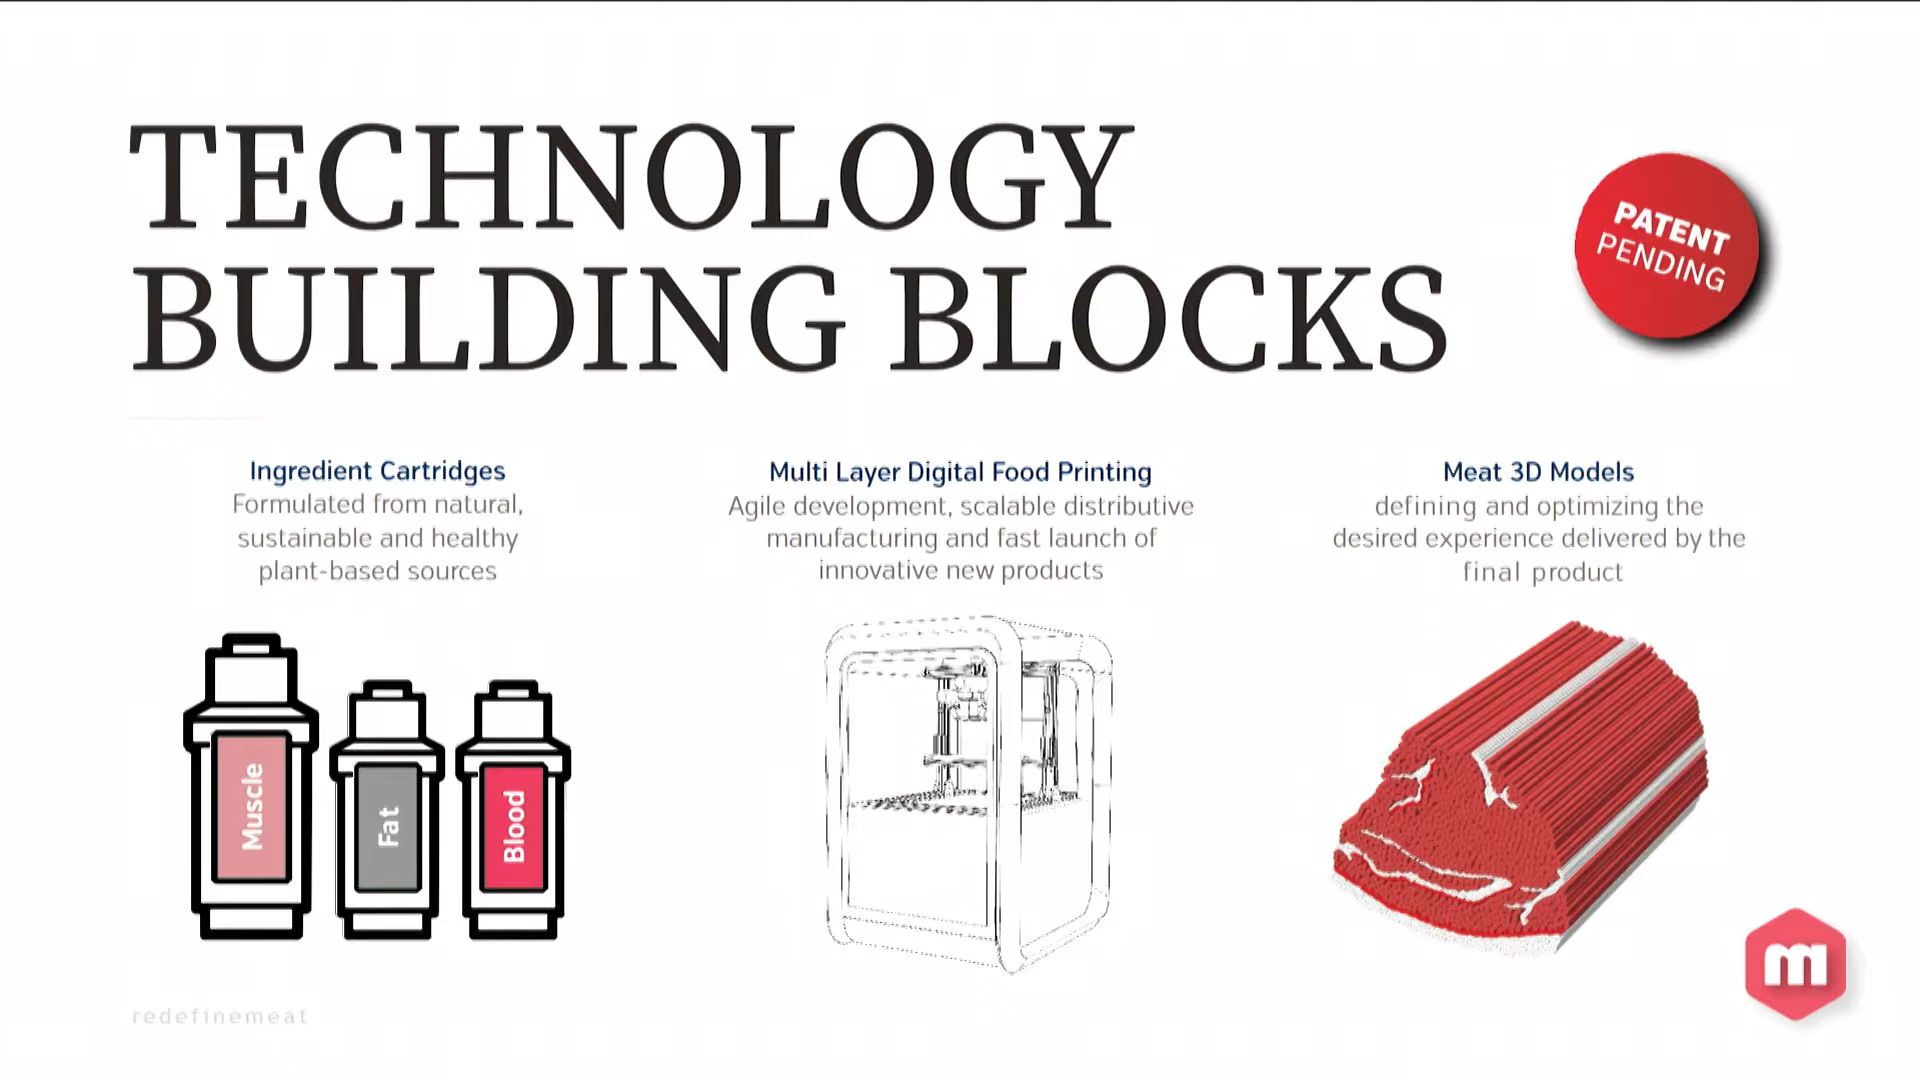 TECHNOLOGY
BUILDING BLOCKS
PATENT
PENDING
Ingredient Cartridges
Formulated from natural,
sustainable and healthy
plant-based sources
Multi Layer Digital Food Printing
Agile development, scalable distributive
manufacturing and fast launch of
innovative new products
Meat 3D Models
defining and optimizing the
desired experience delivered by the
final product
Muscle
Fat
Blood
m
redefinemeat